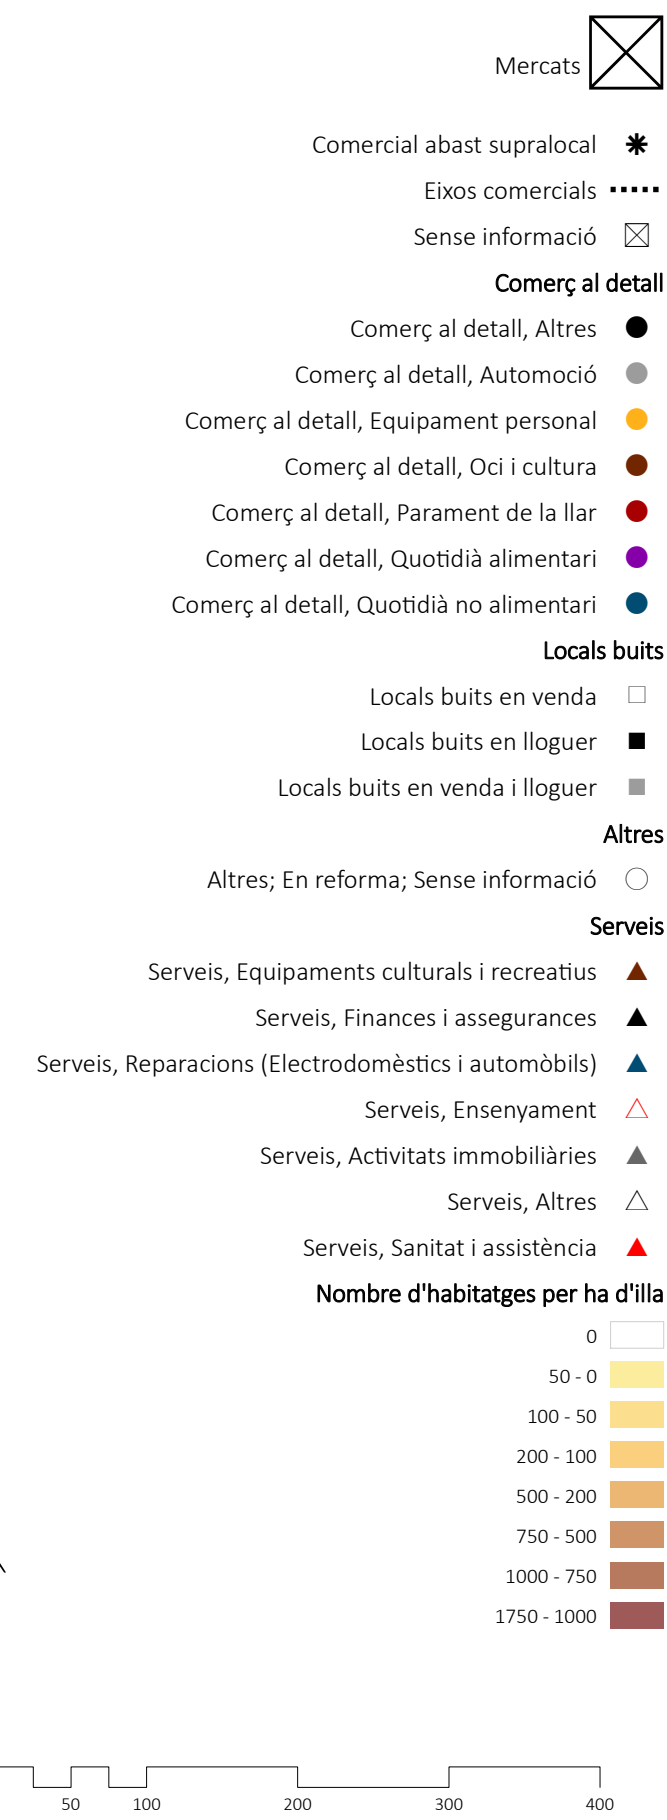 Mercats
Comercial abast supralocal
Eixos comercials
Sense informació
Comerç al detall
Comerç al detall, Altres
Comerç al detall, Automoció
Comerç al detall, Equipament personal
Comerç al detall, Oci i cultura
Comerç al detall, Parament de la llar
Comerç al detall, Quotidià alimentari
Comerç al detall, Quotidià no alimentari
Locals buits
Locals buits en venda
Locals buits en lloguer
Locals buits en venda i lloguer
Altres
Altres; En reforma; Sense informació
Serveis
Serveis, Equipaments culturals i recreatius
Serveis, Finances i assegurances
Serveis, Reparacions (Electrodomèstics i automòbils)
Serveis, Ensenyament
Serveis, Activitats immobiliàries
Serveis, Altres
Serveis, Sanitat i assistència
Nombre d'habitatges per ha d'illa
0
50 - 0
100 - 50
200 - 100
500 - 200
750 - 500
1000 - 750
1750 - 1000
50 100 200 300 400